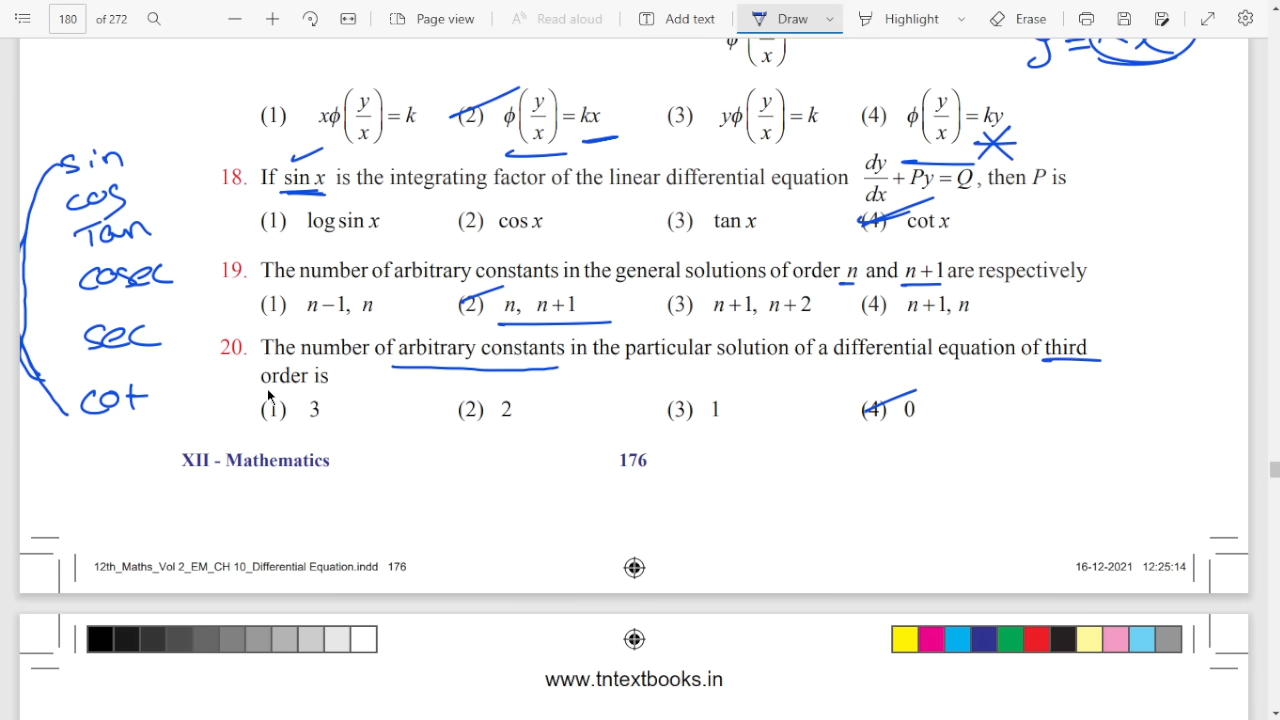 180 of 272 Page view Read aloud Add text Draw Highlight Erase
φ(y/x)
y =
(1) xφ(y/x) = k (2) φ(y/x) = kx (3) yφ(y/x) = k (4) φ(y/x) = ky
18. If sin x is the integrating factor of the linear differential equation dy/dx + Py = Q, then P is
(1) log sin x (2) cos x (3) tan x (4) cot x
19. The number of arbitrary constants in the general solutions of order n and n+1 are respectively
(1) n−1, n (2) n, n+1 (3) n+1, n+2 (4) n+1, n
20. The number of arbitrary constants in the particular solution of a differential equation of third
order is
(1) 3 (2) 2 (3) 1 (4) 0
sin
cos
Tan
cosec
sec
cot
XII - Mathematics 176
12th_Maths_Vol 2_EM_CH 10_Differential Equation.indd 176 16-12-2021 12:25:14
www.tntextbooks.in